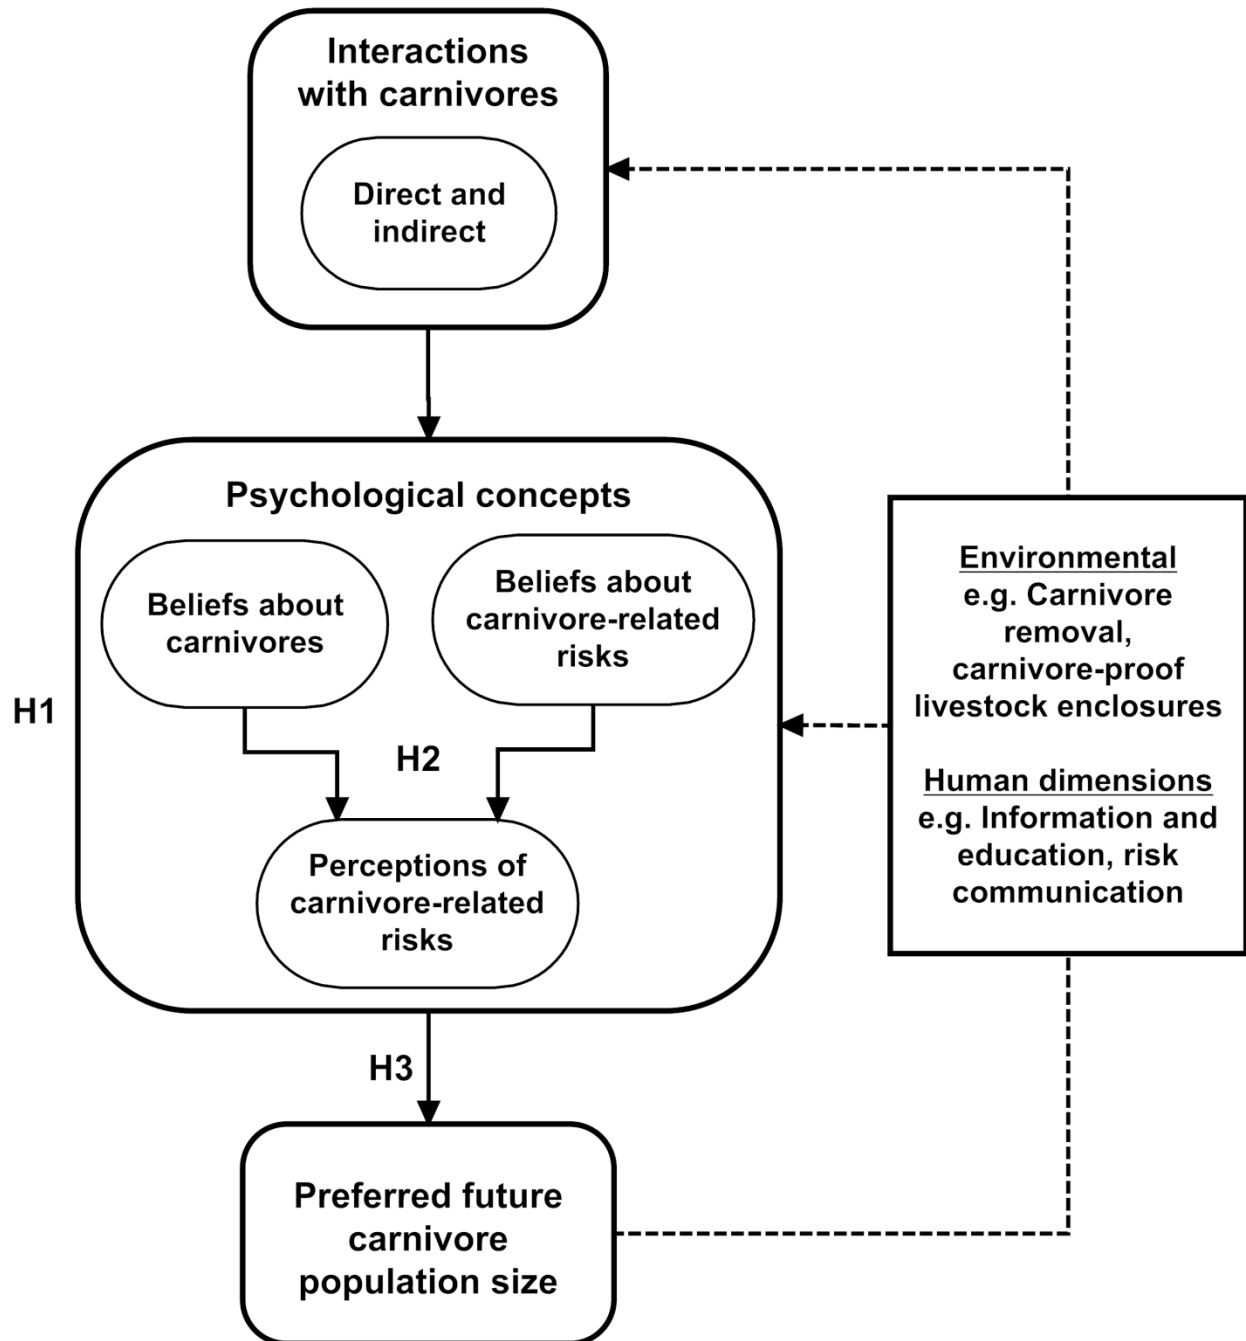 Interactions
with carnivores
Direct and
indirect
Psychological concepts
Beliefs about
carnivores
Beliefs about
carnivore-related
risks
H1
H2
Perceptions of
carnivore-related
risks
H3
Preferred future
carnivore
population size
Environmental
e.g. Carnivore
removal,
carnivore-proof
livestock enclosures
Human dimensions
e.g. Information and
education, risk
communication